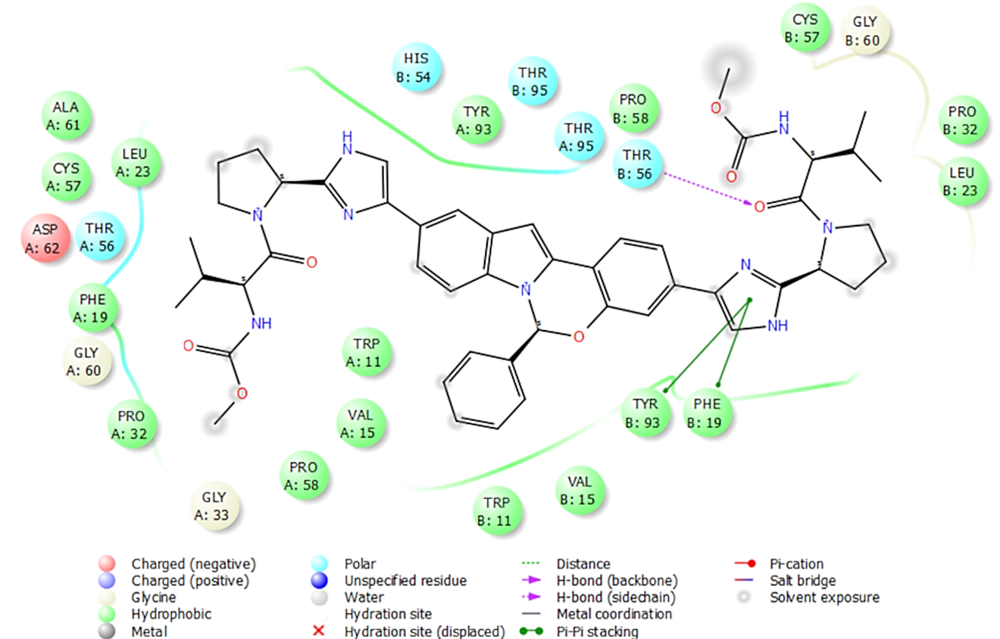 CYS
B: 57
GLY
B: 60
HIS
B: 54
THR
B: 95
TYR
A: 93
PRO
B: 58
THR
A: 95
THR
B: 56
PRO
B: 32
LEU
B: 23
ALA
A: 61
CYS
A: 57
LEU
A: 23
ASP
A: 62
THR
A: 56
PHE
A: 19
GLY
A: 60
PRO
A: 32
GLY
A: 33
PRO
A: 58
TRP
A: 11
VAL
A: 15
TRP
B: 11
VAL
B: 15
TYR
B: 93
PHE
B: 19
H
N
N
s
N
O
s
NH
O
O
N
s
O
O
O
H
N
s
O
N
s
N
NH
Charged (negative)
Charged (positive)
Glycine
Hydrophobic
Metal
Polar
Unspecified residue
Water
Hydration site
Hydration site (displaced)
Distance
H-bond (backbone)
H-bond (sidechain)
Metal coordination
Pi-Pi stacking
Pi-cation
Salt bridge
Solvent exposure